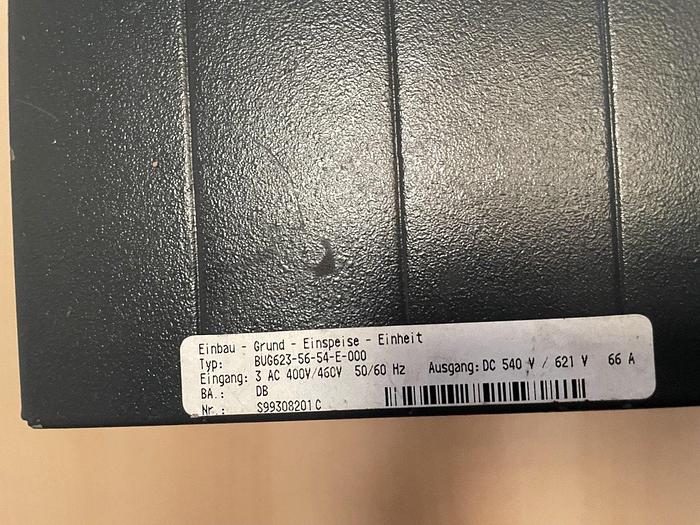 Einbau - Grund - Einspeise - Einheit
Typ: BUG623-56-54-E-000
Eingang: 3 AC 400V/460V 50/60 Hz Ausgang: DC 540 V / 621 V 66 A
BA.: DB
Nr.: S99308201C